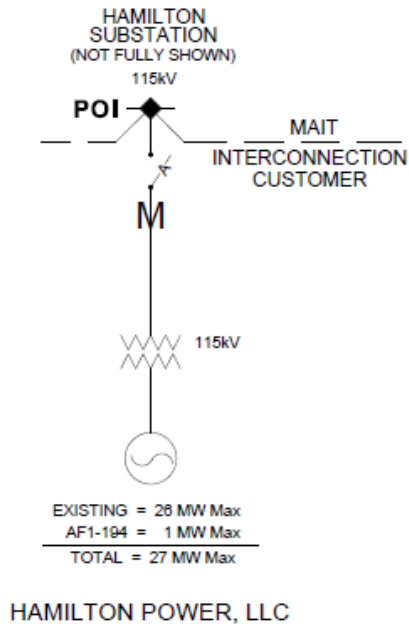 HAMILTON
SUBSTATION
(NOT FULLY SHOWN)
115kV
POI
MAIT
INTERCONNECTION
CUSTOMER
A
M
115kV
EXISTING = 26 MW Max
AF1-194 = 1 MW Max
TOTAL = 27 MW Max
HAMILTON POWER, LLC